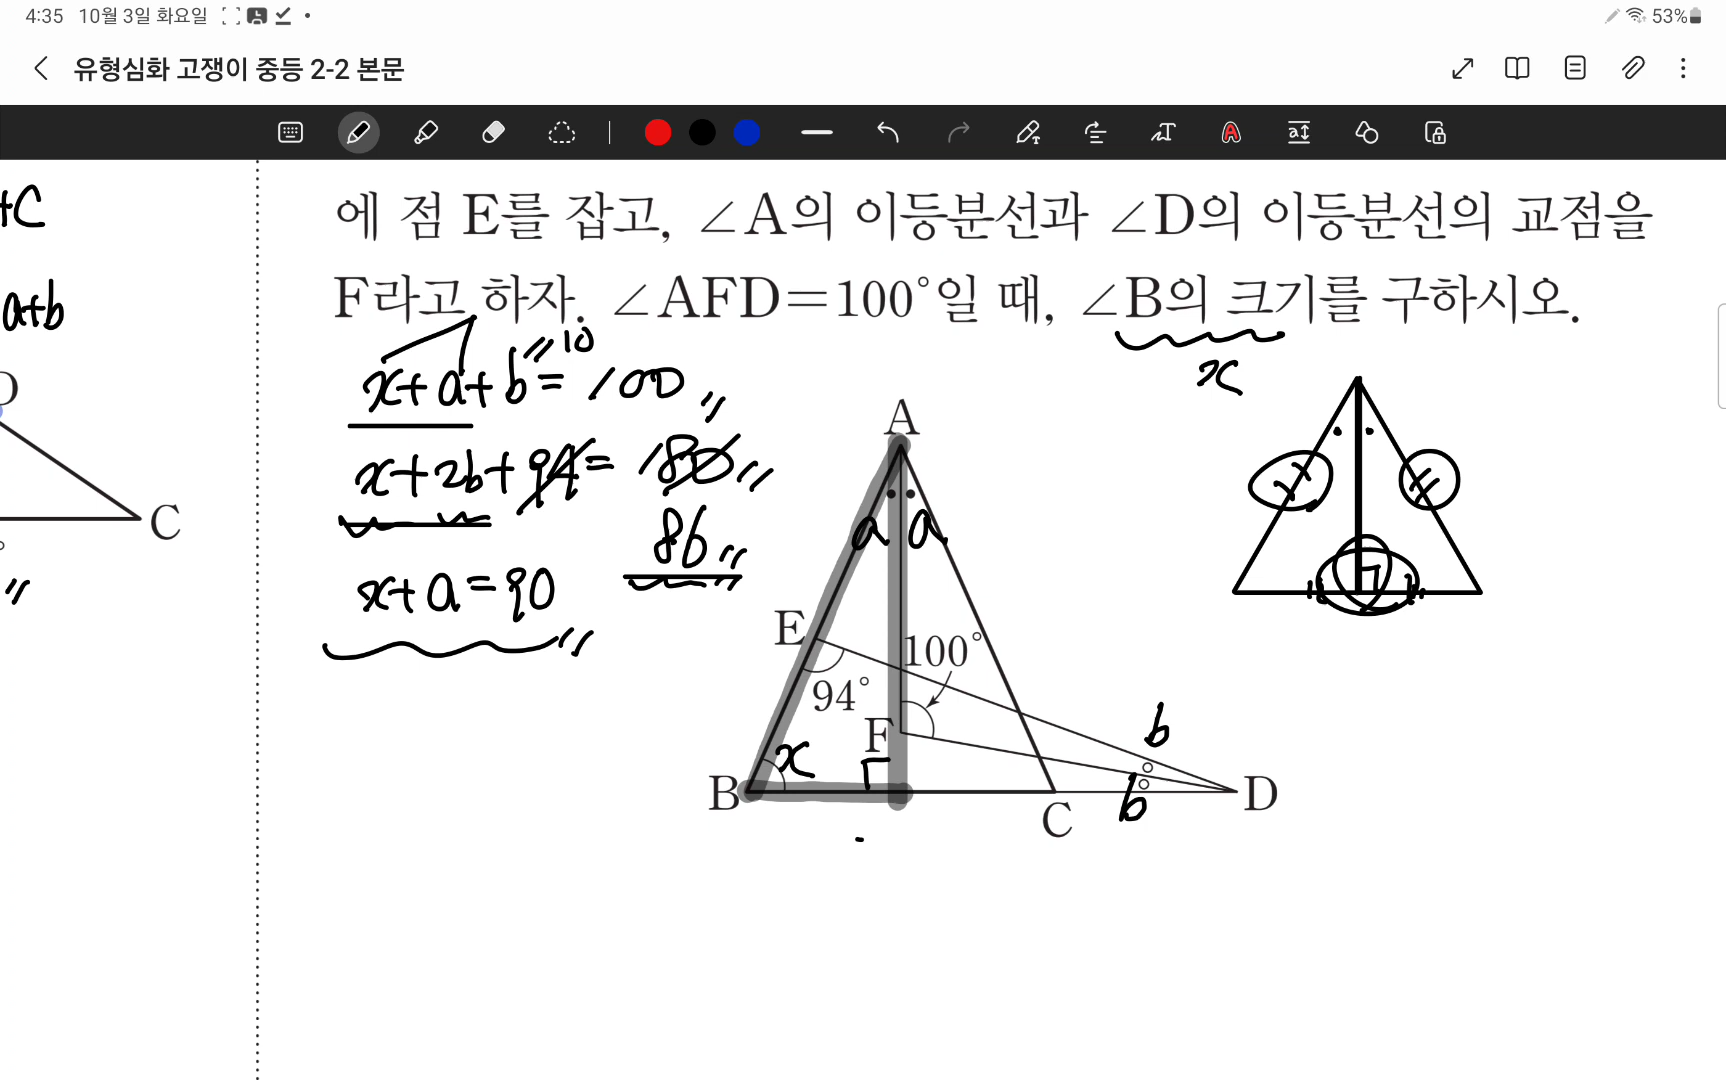 4:35 10월 3일 화요일
53%
유형심화 고쟁이 중등 2-2 본문
+C
a+b
D
C
에 점 E를 잡고, ∠A의 이등분선과 ∠D의 이등분선의 교점을
F라고 하자. ∠AFD=100°일 때, ∠B의 크기를 구하시오.
10
x
x+a+b=100
x+2b+94=180
86
x+a=90
A
a a
E
100°
94°
F
b
x
B
b
D
C